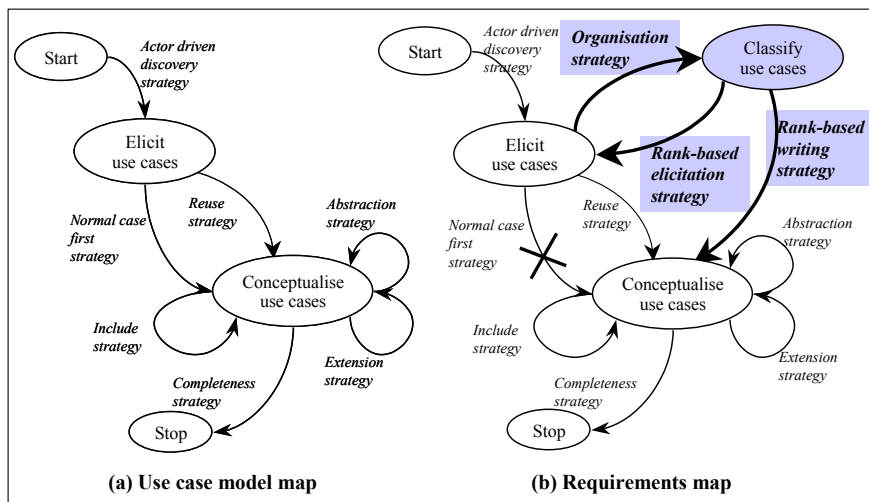 Start
Actor driven
discovery
strategy
Elicit
use cases
Normal case
first
strategy
Reuse
strategy
Abstraction
strategy
Conceptualise
use cases
Include
strategy
Extension
strategy
Completeness
strategy
Stop
(a) Use case model map
Start
Actor driven
discovery
strategy
Organisation
strategy
Classify
use cases
Elicit
use cases
Rank-based
elicitation
strategy
Rank-based
writing
strategy
Normal case
first
strategy
Reuse
strategy
Abstraction
strategy
Conceptualise
use cases
Include
strategy
Extension
strategy
Completeness
strategy
Stop
(b) Requirements map